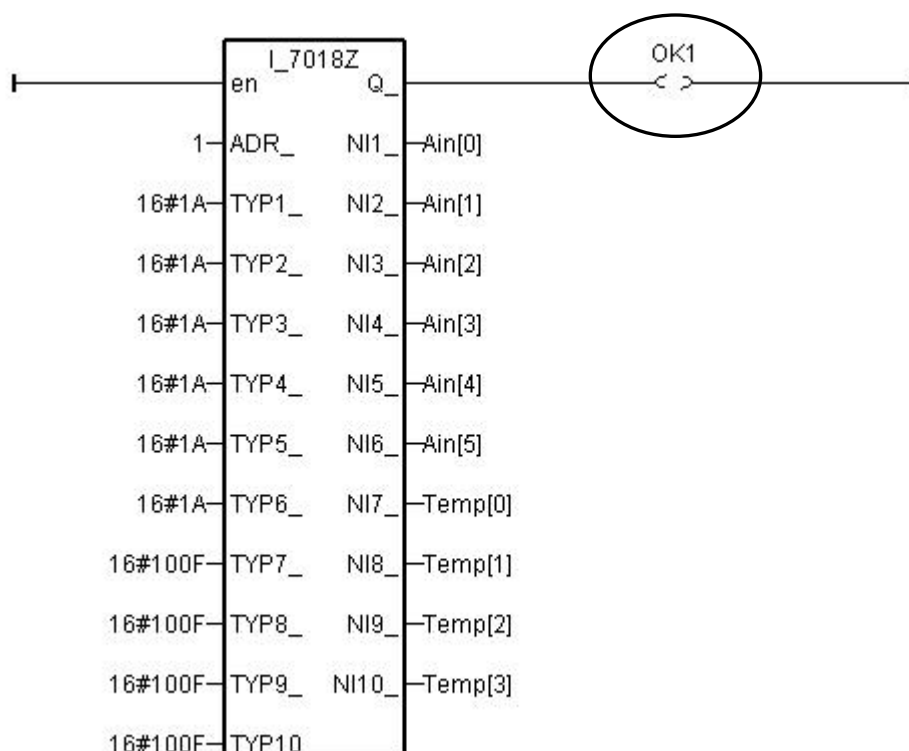 I_7018Z
OK1
en Q_
1 ADR_ NI1_ Ain[0]
16#1A TYP1_ NI2_ Ain[1]
16#1A TYP2_ NI3_ Ain[2]
16#1A TYP3_ NI4_ Ain[3]
16#1A TYP4_ NI5_ Ain[4]
16#1A TYP5_ NI6_ Ain[5]
16#1A TYP6_ NI7_ Temp[0]
16#100F TYP7_ NI8_ Temp[1]
16#100F TYP8_ NI9_ Temp[2]
16#100F TYP9_ NI10_ Temp[3]
16#100F TYP10